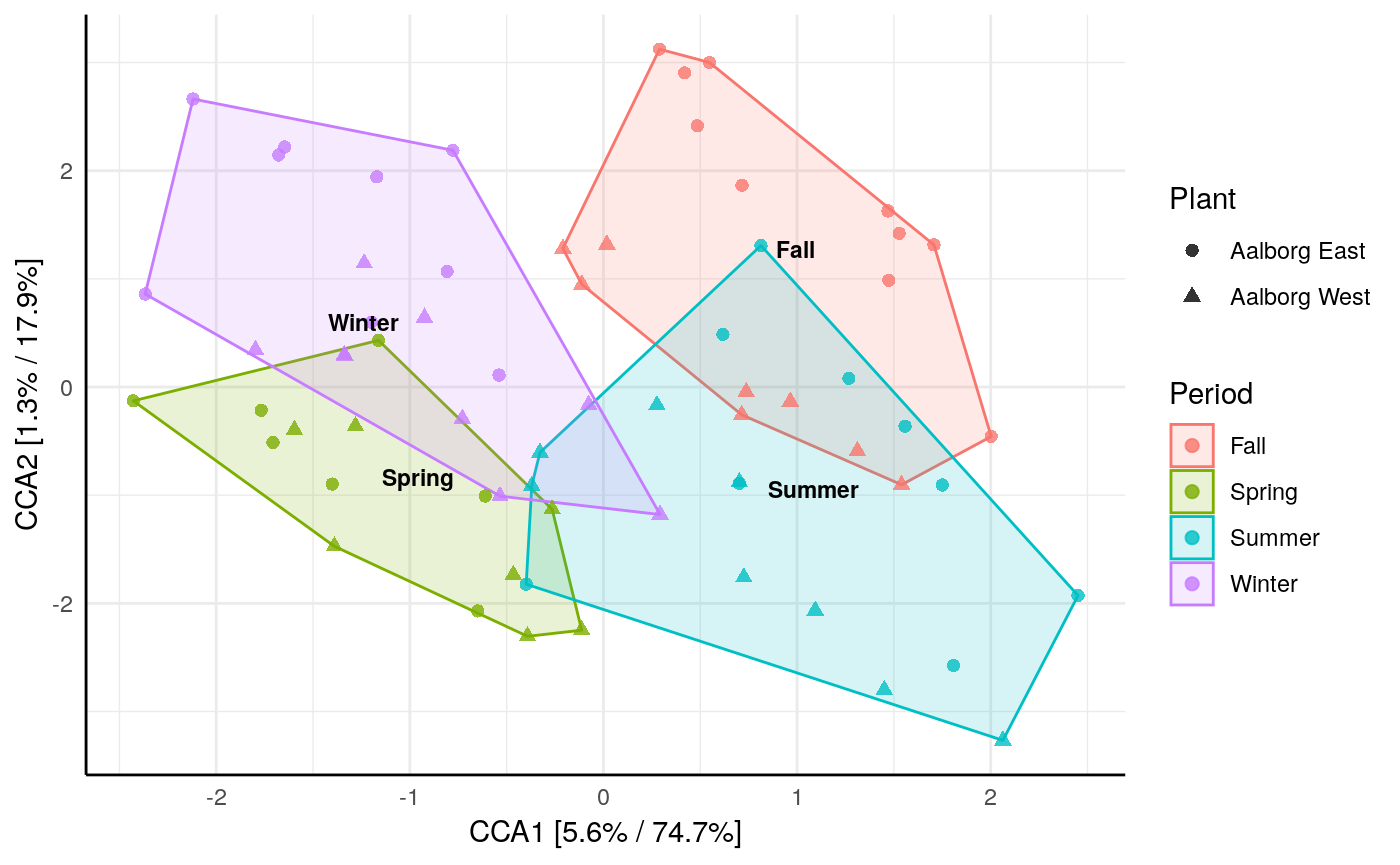 Fall
Winter
Spring
Summer
2
0
-2
-2
-1
0
1
2
CCA1 [5.6% / 74.7%]
CCA2 [1.3% / 17.9%]
Plant
Aalborg East
Aalborg West
Period
Fall
Spring
Summer
Winter